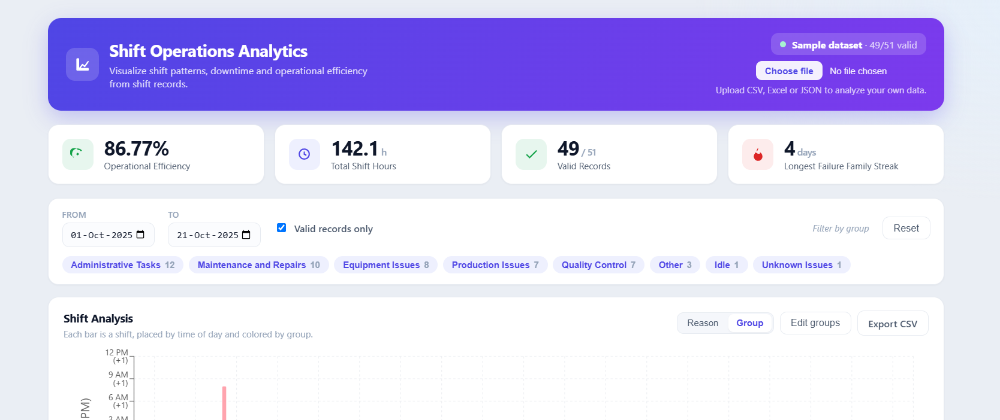 Shift Operations Analytics
Visualize shift patterns, downtime and operational efficiency
from shift records.
Sample dataset · 49/51 valid
Choose file No file chosen
Upload CSV, Excel or JSON to analyze your own data.
86.77%
Operational Efficiency
142.1 h
Total Shift Hours
49 / 51
Valid Records
4 days
Longest Failure Family Streak
FROM
01-Oct-2025
TO
21-Oct-2025
Valid records only
Filter by group
Reset
Administrative Tasks 12
Maintenance and Repairs 10
Equipment Issues 8
Production Issues 7
Quality Control 7
Other 3
Idle 1
Unknown Issues 1
Shift Analysis
Each bar is a shift, placed by time of day and colored by group.
Reason
Group
Edit groups
Export CSV
12 PM
(+1)
9 AM
(+1)
6 AM
(+1)
3 AM
PM)